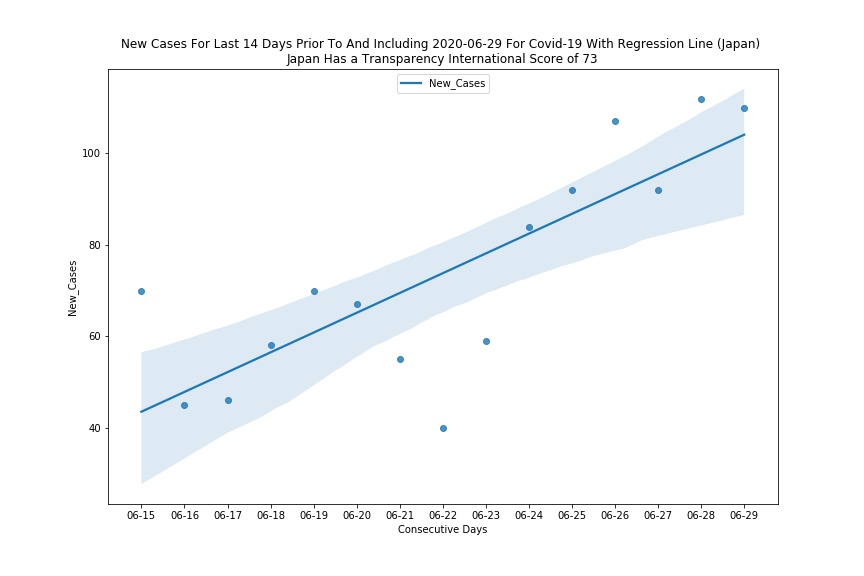 New Cases For Last 14 Days Prior To And Including 2020-06-29 For Covid-19 With Regression Line (Japan)
Japan Has a Transparency International Score of 73
New_Cases
100
80
60
40
New_Cases
06-15 06-16 06-17 06-18 06-19 06-20 06-21 06-22 06-23 06-24 06-25 06-26 06-27 06-28 06-29
Consecutive Days